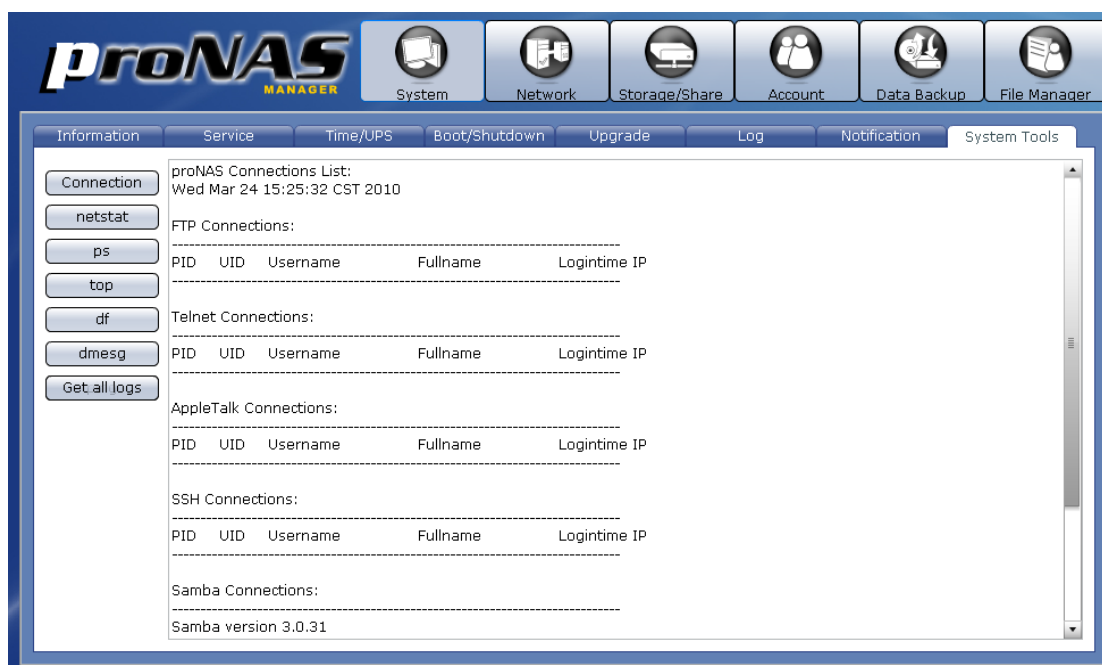 proNAS
MANAGER
System
Network
Storage/Share
Account
Data Backup
File Manager
Information
Service
Time/UPS
Boot/Shutdown
Upgrade
Log
Notification
System Tools
Connection
netstat
ps
top
df
dmesg
Get all logs
proNAS Connections List:
Wed Mar 24 15:25:32 CST 2010
FTP Connections:
--------------------------------------------------------------------------------
PID UID Username Fullname Logintime IP
--------------------------------------------------------------------------------
Telnet Connections:
--------------------------------------------------------------------------------
PID UID Username Fullname Logintime IP
--------------------------------------------------------------------------------
AppleTalk Connections:
--------------------------------------------------------------------------------
PID UID Username Fullname Logintime IP
--------------------------------------------------------------------------------
SSH Connections:
--------------------------------------------------------------------------------
PID UID Username Fullname Logintime IP
--------------------------------------------------------------------------------
Samba Connections:
--------------------------------------------------------------------------------
Samba version 3.0.31